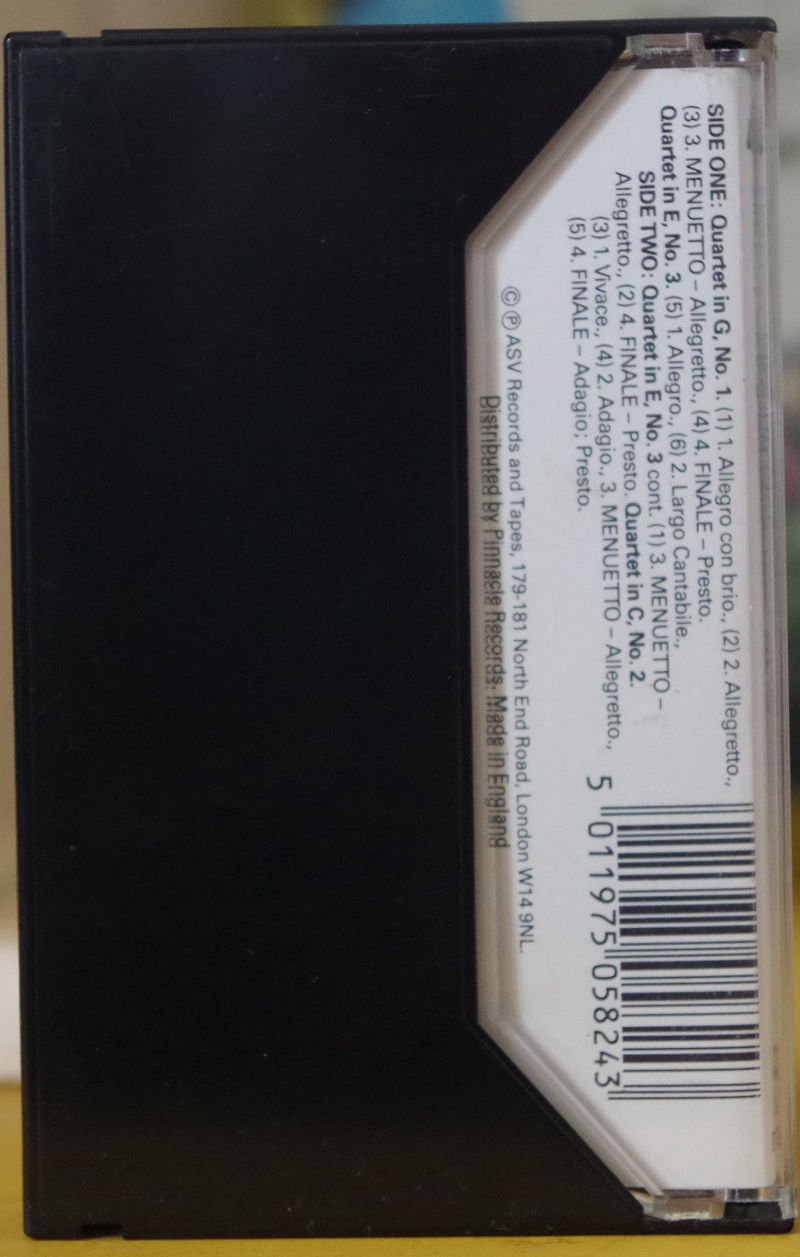 SIDE ONE: Quartet in G, No. 1. (1) 1. Allegro con brio., (2) 2. Allegretto.,
(3) 3. MENUETTO – Allegretto., (4) 4. FINALE – Presto.
Quartet in E, No. 3. (5) 1. Allegro., (6) 2. Largo Cantabile.,
SIDE TWO: Quartet in E, No. 3 cont. (1) 3. MENUETTO –
Allegretto., (2) 4. FINALE – Presto. Quartet in C, No. 2.
(3) 1. Vivace., (4) 2. Adagio., 3. MENUETTO – Allegretto.,
(5) 4. FINALE – Adagio; Presto.
© ℗ ASV Records and Tapes, 179-181 North End Road, London W14 9NL.
Distributed by Pinnacle Records. Made in England
5 011975 058243